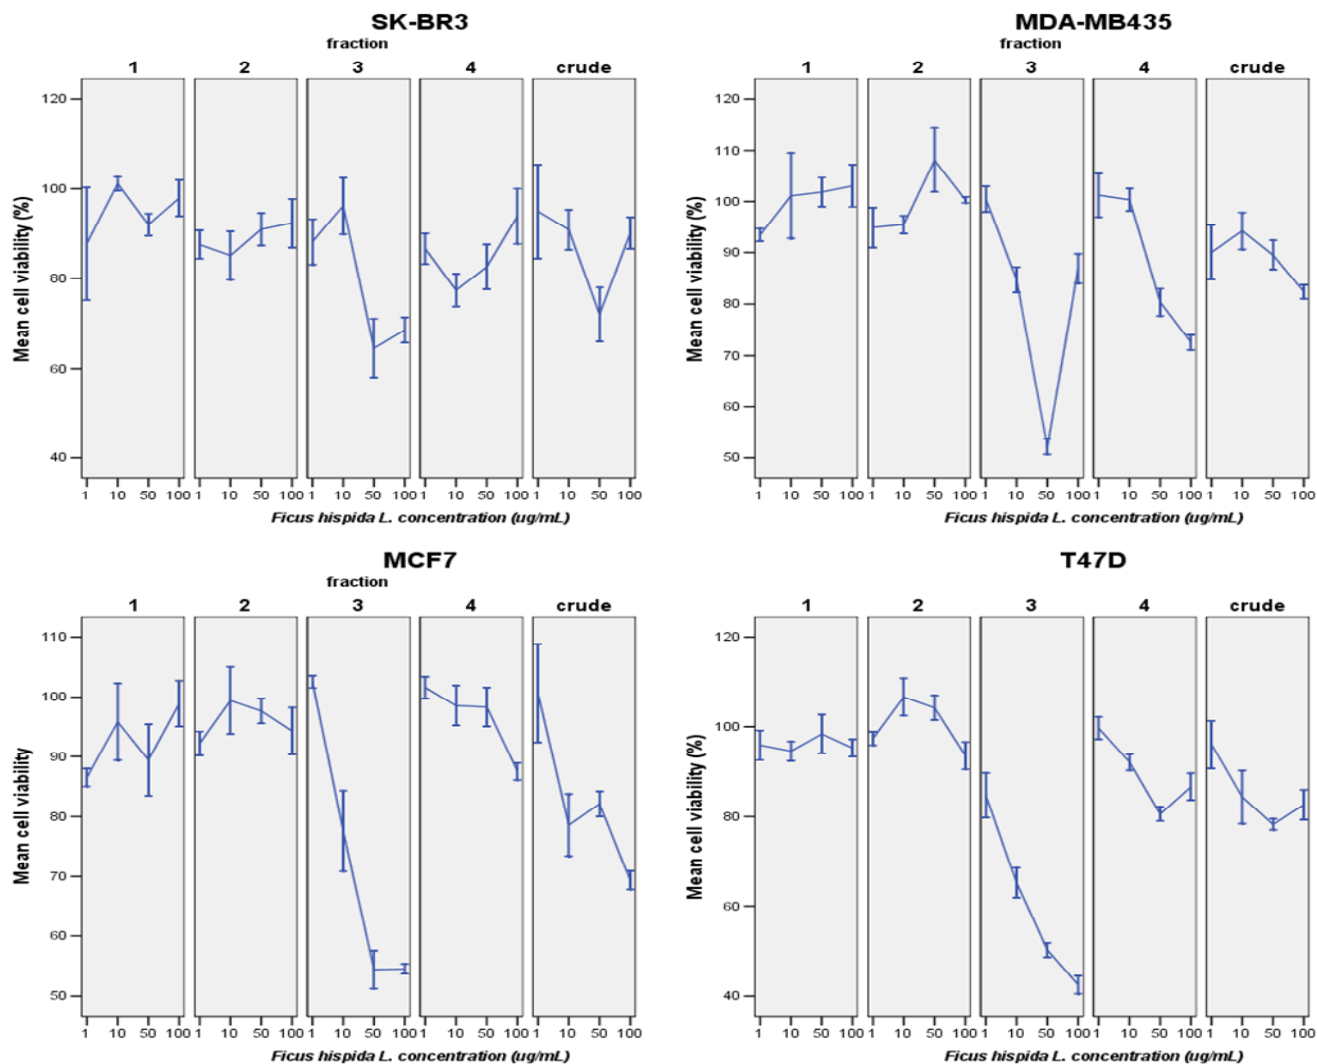 SK-BR3
fraction
1 2 3 4 crude
120
100
80
60
40
Mean cell viability (%)
1 10 50 100 1 10 50 100 1 10 50 100 1 10 50 100 1 10 50 100
Ficus hispida L. concentration (ug/mL)
MDA-MB435
fraction
1 2 3 4 crude
120
110
100
90
80
70
60
50
Mean cell viability (%)
1 10 50 100 1 10 50 100 1 10 50 100 1 10 50 100 1 10 50 100
Ficus hispida L. concentration (ug/mL)
MCF7
fraction
1 2 3 4 crude
110
100
90
80
70
60
50
Mean cell viability
1 10 50 100 1 10 50 100 1 10 50 100 1 10 50 100 1 10 50 100
Ficus hispida L. concentration (ug/mL)
T47D
1 2 3 4 crude
120
100
80
60
40
Mean cell viability (%)
1 10 50 100 1 10 50 100 1 10 50 100 1 10 50 100 1 10 50 100
Ficus hispida L. concentration (ug/mL)